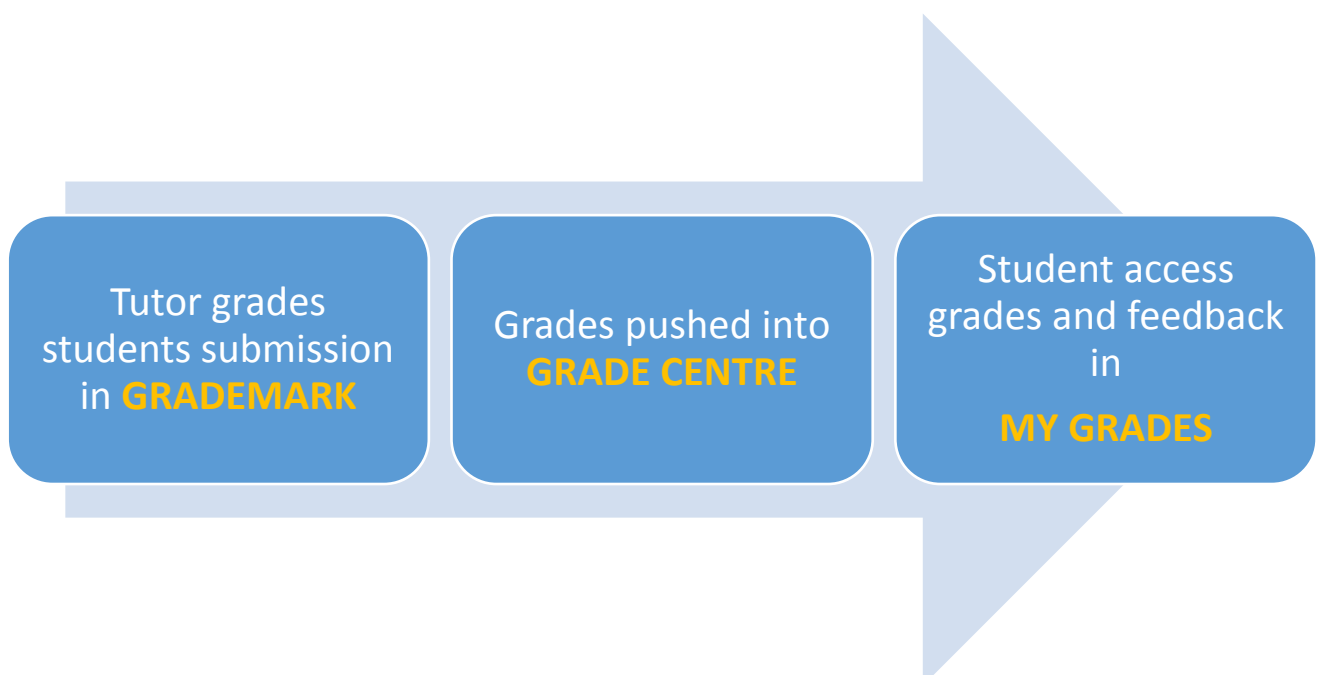 Tutor grades
students submission
in GRADEMARK
Grades pushed into
GRADE CENTRE
Student access
grades and feedback
in
MY GRADES